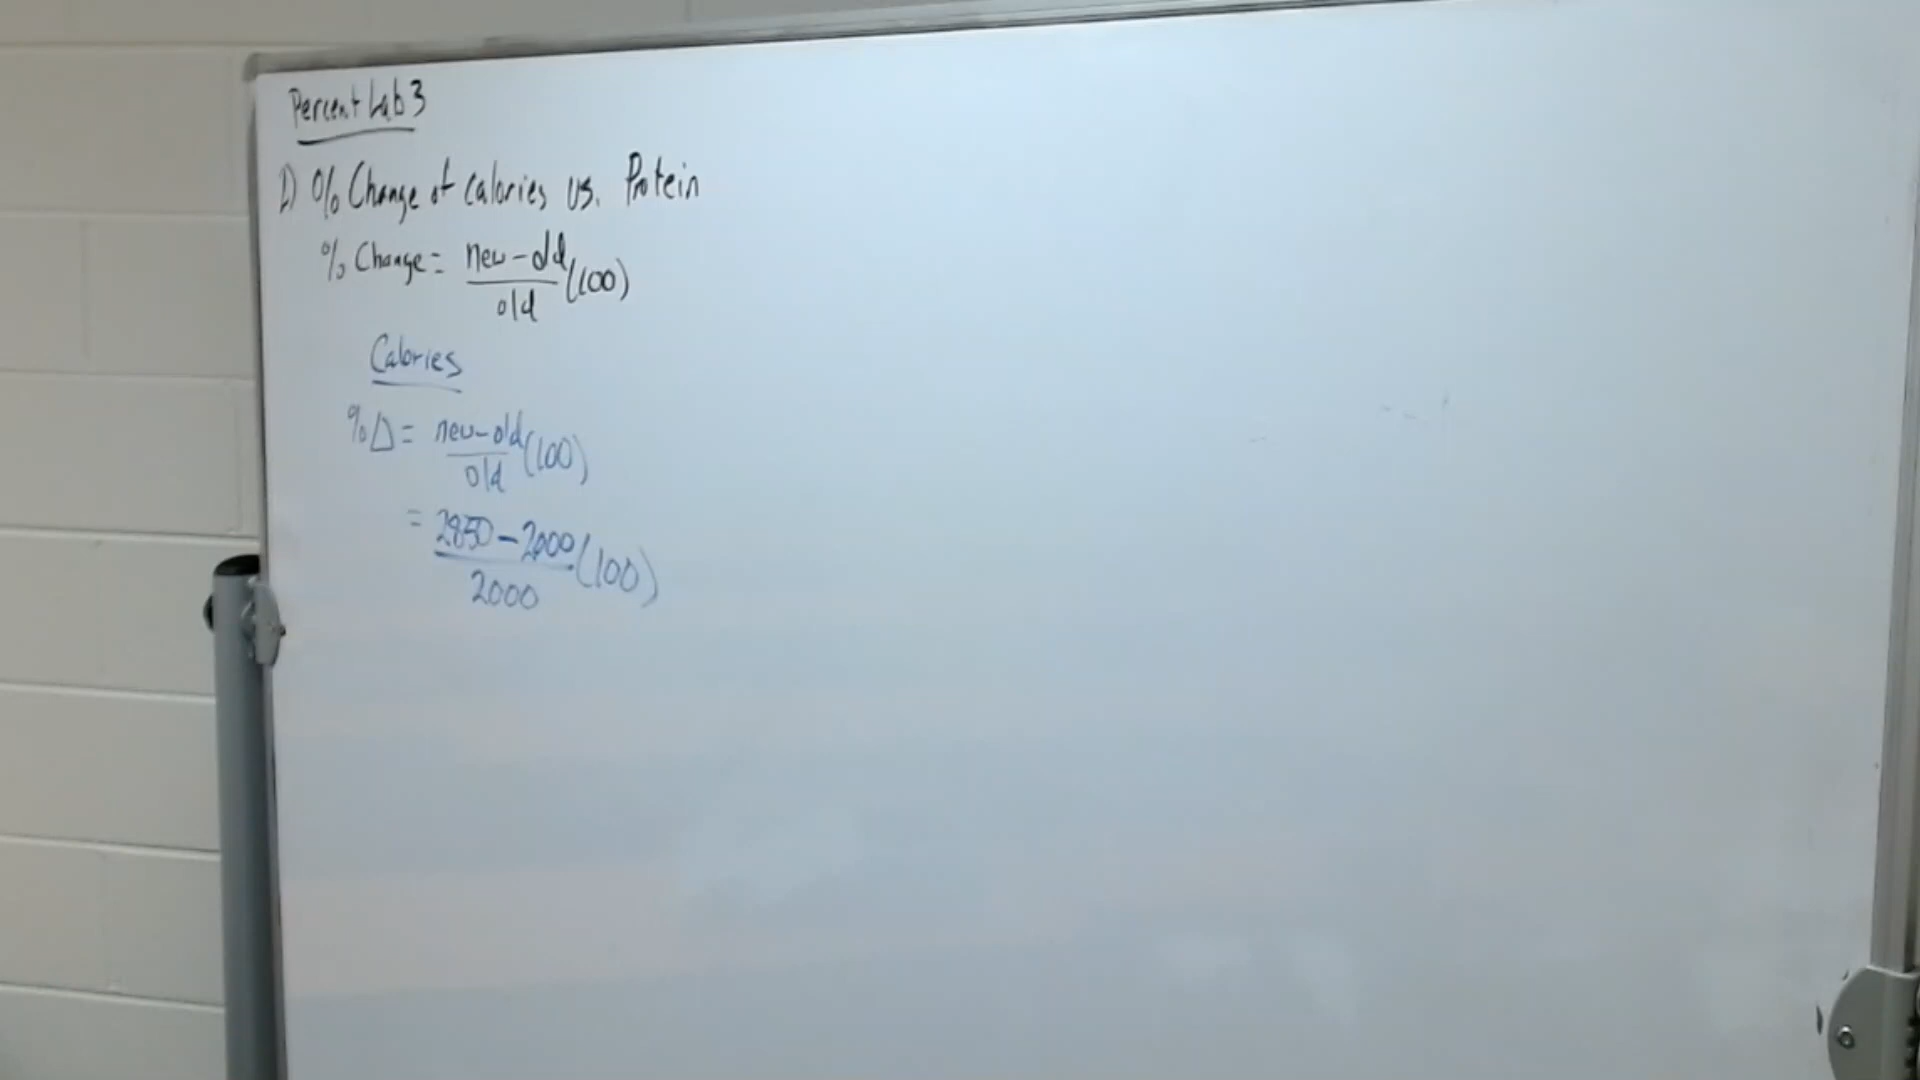 Percent Lab 3
1) % Change of Calories vs. Protein
% Change = new - old / old (100)
Calories
% Δ = new - old / old (100)
= 2850 - 2000 / 2000 (100)